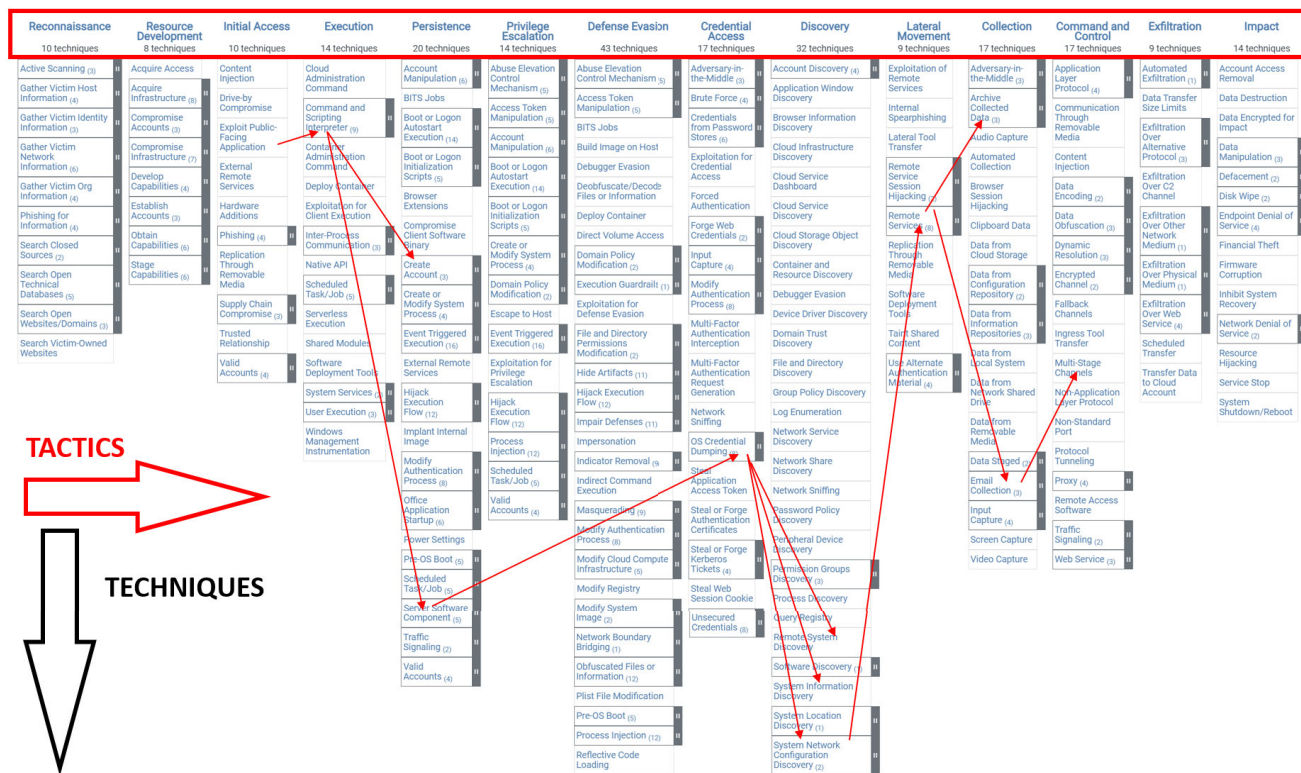 Reconnaissance
10 techniques
Active Scanning (3)
Gather Victim Host
Information (4)
Gather Victim Identity
Information (3)
Gather Victim
Network
Information (6)
Gather Victim Org
Information (4)
Phishing for
Information (4)
Search Closed
Sources (2)
Search Open
Technical
Databases (5)
Search Open
Websites/Domains (3)
Search Victim-Owned
Websites
Resource
Development
8 techniques
Acquire Access
Acquire
Infrastructure (8)
Compromise
Accounts (3)
Compromise
Infrastructure (7)
Develop
Capabilities (4)
Establish
Accounts (3)
Obtain
Capabilities (6)
Stage
Capabilities (6)
Initial Access
10 techniques
Content
Injection
Drive-by
Compromise
Exploit Public-
Facing
Application
External
Remote
Services
Hardware
Additions
Phishing (4)
Replication
Through
Removable
Media
Supply Chain
Compromise (3)
Trusted
Relationship
Valid
Accounts (4)
Execution
14 techniques
Cloud
Administration
Command
Command and
Scripting
Interpreter (9)
Container
Administration
Command
Deploy Container
Exploitation for
Client Execution
Inter-Process
Communication (3)
Native API
Scheduled
Task/Job (5)
Serverless
Execution
Shared Modules
Software
Deployment Tools
System Services (2)
User Execution (3)
Windows
Management
Instrumentation
Persistence
20 techniques
Account
Manipulation (6)
BITS Jobs
Boot or Logon
Autostart
Execution (14)
Boot or Logon
Initialization
Scripts (5)
Browser
Extensions
Compromise
Client Software
Binary
Create
Account (3)
Create or
Modify System
Process (4)
Event Triggered
Execution (16)
External Remote
Services
Hijack
Execution
Flow (12)
Implant Internal
Image
Modify
Authentication
Process (8)
Office
Application
Startup (6)
Power Settings
Pre-OS Boot (5)
Scheduled
Task/Job (5)
Server Software
Component (5)
Traffic
Signaling (2)
Valid
Accounts (4)
Privilege
Escalation
14 techniques
Abuse Elevation
Control
Mechanism (5)
Access Token
Manipulation (5)
Account
Manipulation (6)
Boot or Logon
Autostart
Execution (14)
Boot or Logon
Initialization
Scripts (5)
Create or
Modify System
Process (4)
Domain Policy
Modification (2)
Escape to Host
Event Triggered
Execution (16)
Exploitation for
Privilege
Escalation
Hijack
Execution
Flow (12)
Process
Injection (12)
Scheduled
Task/Job (5)
Valid
Accounts (4)
Defense Evasion
43 techniques
Abuse Elevation
Control Mechanism (5)
Access Token
Manipulation (5)
BITS Jobs
Build Image on Host
Debugger Evasion
Deobfuscate/Decode
Files or Information
Deploy Container
Direct Volume Access
Domain Policy
Modification (2)
Execution Guardrails (1)
Exploitation for
Defense Evasion
File and Directory
Permissions
Modification (2)
Hide Artifacts (11)
Hijack Execution
Flow (12)
Impair Defenses (11)
Impersonation
Indicator Removal (9)
Indirect Command
Execution
Masquerading (9)
Modify Authentication
Process (8)
Modify Cloud Compute
Infrastructure (5)
Modify Registry
Modify System
Image (2)
Network Boundary
Bridging (1)
Obfuscated Files or
Information (12)
Plist File Modification
Pre-OS Boot (5)
Process Injection (12)
Reflective Code
Loading
Credential
Access
17 techniques
Adversary-in-
the-Middle (3)
Brute Force (4)
Credentials
from Password
Stores (6)
Exploitation for
Credential
Access
Forced
Authentication
Forge Web
Credentials (2)
Input
Capture (4)
Modify
Authentication
Process (8)
Multi-Factor
Authentication
Interception
Multi-Factor
Authentication
Request
Generation
Network
Sniffing
OS Credential
Dumping (8)
Steal
Application
Access Token
Steal or Forge
Authentication
Certificates
Steal or Forge
Kerberos
Tickets (4)
Steal Web
Session Cookie
Unsecured
Credentials (8)
Discovery
32 techniques
Account Discovery (4)
Application Window
Discovery
Browser Information
Discovery
Cloud Infrastructure
Discovery
Cloud Service
Dashboard
Cloud Service
Discovery
Cloud Storage Object
Discovery
Container and
Resource Discovery
Debugger Evasion
Device Driver Discovery
Domain Trust
Discovery
File and Directory
Discovery
Group Policy Discovery
Log Enumeration
Network Service
Discovery
Network Share
Discovery
Network Sniffing
Password Policy
Discovery
Peripheral Device
Discovery
Permission Groups
Discovery (3)
Process Discovery
Query Registry
Remote System
Discovery
Software Discovery (1)
System Information
Discovery
System Location
Discovery (1)
System Network
Configuration
Discovery (2)
Lateral
Movement
9 techniques
Exploitation of
Remote
Services
Internal
Spearphishing
Lateral Tool
Transfer
Remote
Service
Session
Hijacking (2)
Remote
Services (8)
Replication
Through
Removable
Media
Software
Deployment
Tools
Taint Shared
Content
Use Alternate
Authentication
Material (4)
Collection
17 techniques
Adversary-in-
the-Middle (3)
Archive
Collected
Data (3)
Audio Capture
Automated
Collection
Browser
Session
Hijacking
Clipboard Data
Data from
Cloud Storage
Data from
Configuration
Repository (2)
Data from
Information
Repositories (3)
Data from
Local System
Data from
Network Shared
Drive
Data from
Removable
Media
Data Staged (2)
Email
Collection (3)
Input
Capture (4)
Screen Capture
Video Capture
Command and
Control
17 techniques
Application
Layer
Protocol (4)
Communication
Through
Removable
Media
Content
Injection
Data
Encoding (2)
Data
Obfuscation (3)
Dynamic
Resolution (3)
Encrypted
Channel (2)
Fallback
Channels
Ingress Tool
Transfer
Multi-Stage
Channels
Non-Application
Layer Protocol
Non-Standard
Port
Protocol
Tunneling
Proxy (4)
Remote Access
Software
Traffic
Signaling (2)
Web Service (3)
Exfiltration
9 techniques
Automated
Exfiltration (1)
Data Transfer
Size Limits
Exfiltration
Over
Alternative
Protocol (3)
Exfiltration
Over C2
Channel
Exfiltration
Over Other
Network
Medium (1)
Exfiltration
Over Physical
Medium (1)
Exfiltration
Over Web
Service (4)
Scheduled
Transfer
Transfer Data
to Cloud
Account
Impact
14 techniques
Account Access
Removal
Data Destruction
Data Encrypted for
Impact
Data
Manipulation (3)
Defacement (2)
Disk Wipe (2)
Endpoint Denial of
Service (4)
Financial Theft
Firmware
Corruption
Inhibit System
Recovery
Network Denial of
Service (2)
Resource
Hijacking
Service Stop
System
Shutdown/Reboot
TACTICS
TECHNIQUES